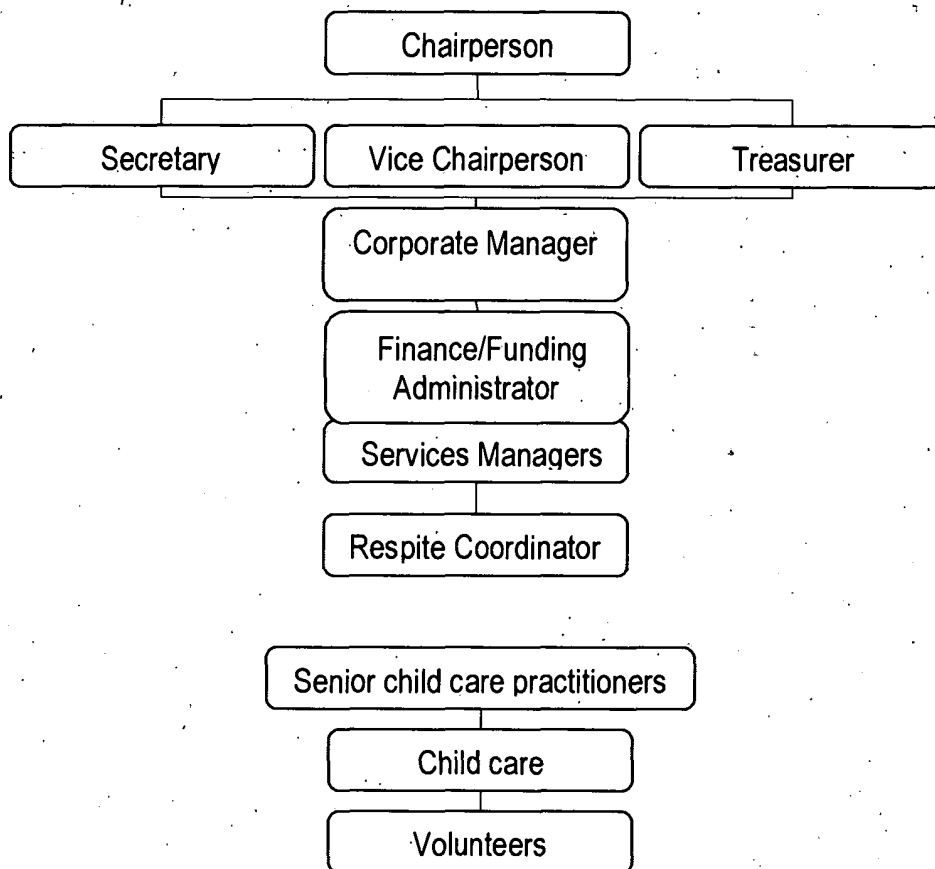 Chairperson
Secretary
Vice Chairperson
Treasurer
Corporate Manager
Finance/Funding
Administrator
Services Managers
Respite Coordinator
Senior child care practitioners
Child care
Volunteers